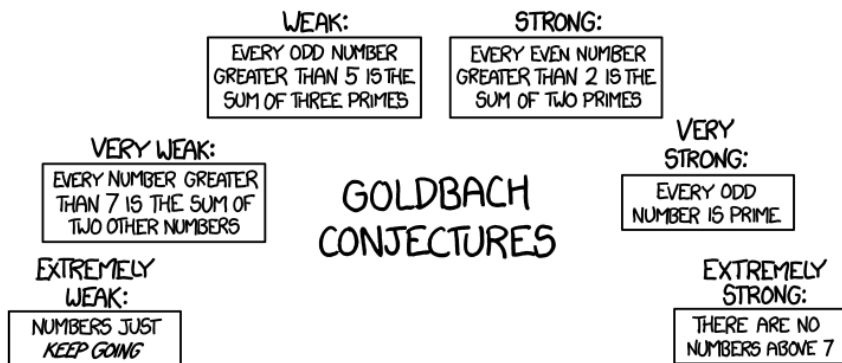 WEAK:
EVERY ODD NUMBER
GREATER THAN 5 IS THE
SUM OF THREE PRIMES
STRONG:
EVERY EVEN NUMBER
GREATER THAN 2 IS THE
SUM OF TWO PRIMES
VERY WEAK:
EVERY NUMBER GREATER
THAN 7 IS THE SUM OF
TWO OTHER NUMBERS
GOLDBACH
CONJECTURES
VERY
STRONG:
EVERY ODD
NUMBER IS PRIME
EXTREMELY
WEAK:
NUMBERS JUST
KEEP GOING
EXTREMELY
STRONG:
THERE ARE NO
NUMBERS ABOVE 7